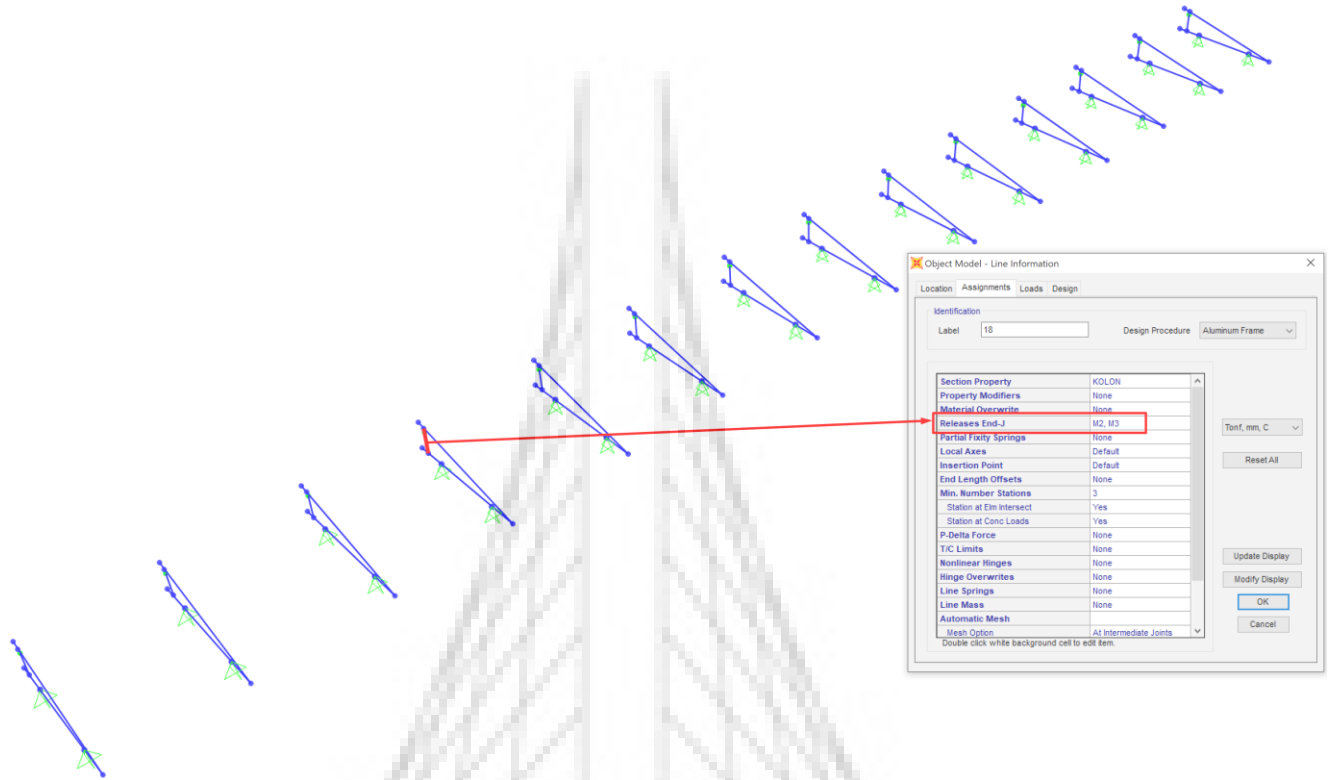 Object Model - Line Information
Location Assignments Loads Design
Identification
Label 18 Design Procedure Aluminum Frame
Section Property KOLON
Property Modifiers None
Material Overwrite None
Releases End-J M2, M3
Partial Fixity Springs None
Local Axes Default
Insertion Point Default
End Length Offsets None
Min. Number Stations 3
Station at Elm Intersect Yes
Station at Conc Loads Yes
P-Delta Force None
T/C Limits None
Nonlinear Hinges None
Hinge Overwrites None
Line Springs None
Line Mass None
Automatic Mesh
Mesh Option At Intermediate Joints
Double click white background cell to edit item.
Tonf, mm, C
Reset All
Update Display
Modify Display
OK
Cancel